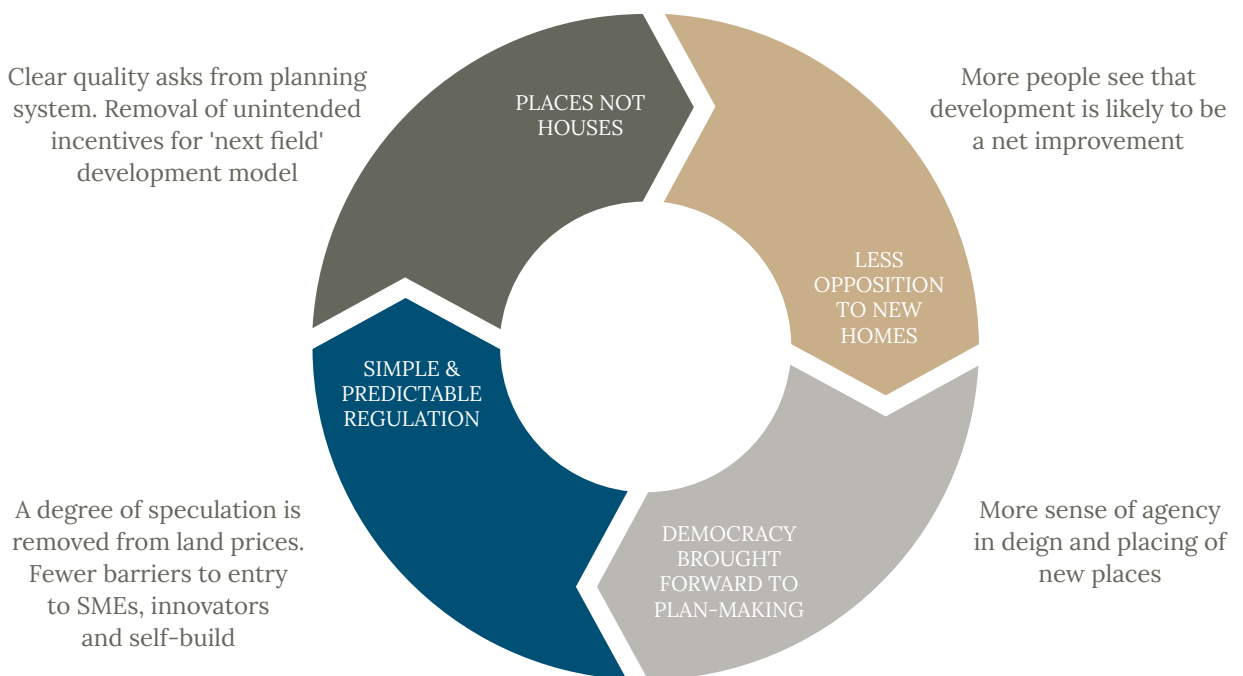 Clear quality asks from planning
system. Removal of unintended
incentives for 'next field'
development model
PLACES NOT
HOUSES
More people see that
development is likely to be
a net improvement
LESS
OPPOSITION
TO NEW
HOMES
SIMPLE &
PREDICTABLE
REGULATION
A degree of speculation is
removed from land prices.
Fewer barriers to entry
to SMEs, innovators
and self-build
DEMOCRACY
BROUGHT
FORWARD TO
PLAN-MAKING
More sense of agency
in deign and placing of
new places